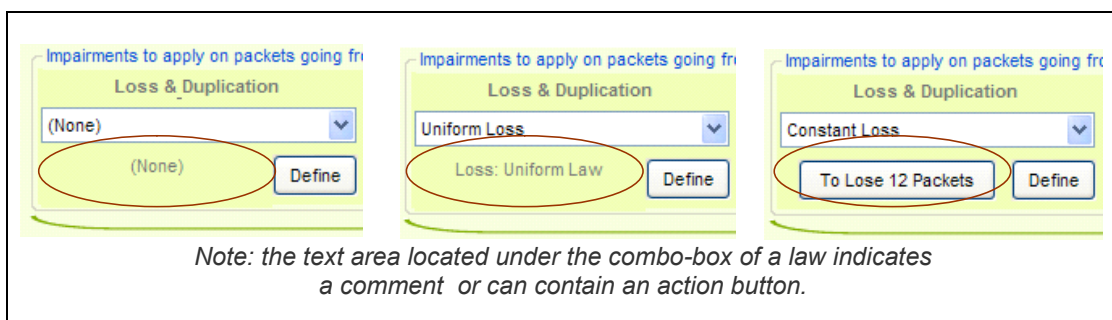 Impairments to apply on packets going fr
Loss & Duplication
(None)
(None)
Define
Impairments to apply on packets going fr
Loss & Duplication
Uniform Loss
Loss: Uniform Law
Define
Impairments to apply on packets going fro
Loss & Duplication
Constant Loss
To Lose 12 Packets
Define
Note: the text area located under the combo-box of a law indicates
a comment or can contain an action button.